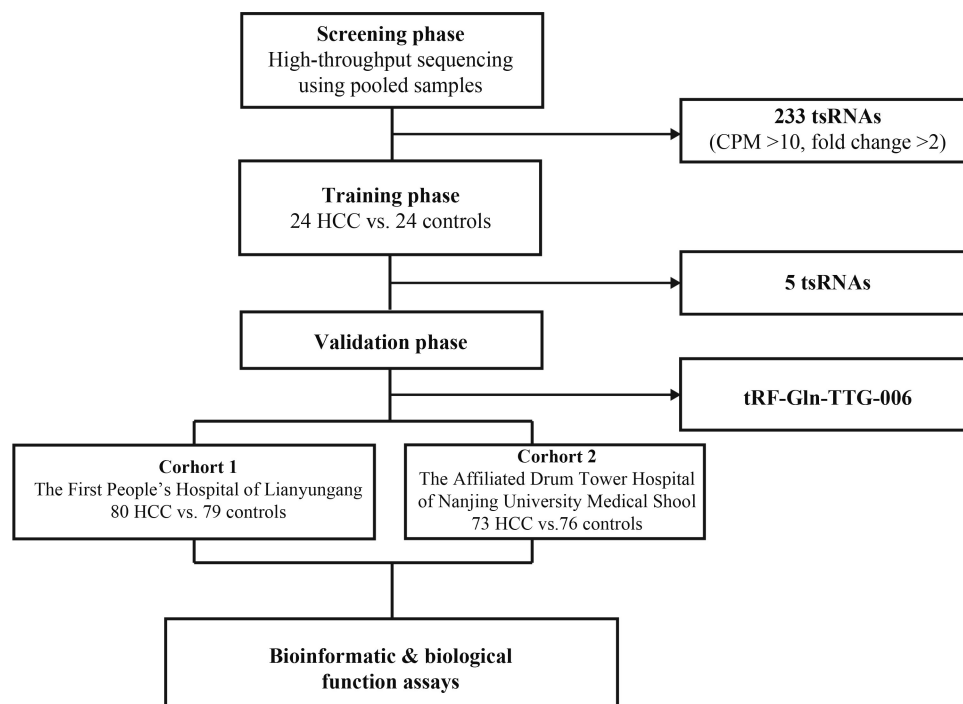 Screening phase
High-throughput sequencing
using pooled samples
233 tsRNAs
(CPM >10, fold change >2)
Training phase
24 HCC vs. 24 controls
5 tsRNAs
Validation phase
tRF-Gln-TTG-006
Corhort 1
The First People's Hospital of Lianyungang
80 HCC vs. 79 controls
Corhort 2
The Affiliated Drum Tower Hospital
of Nanjing University Medical Shool
73 HCC vs.76 controls
Bioinformatic & biological
function assays